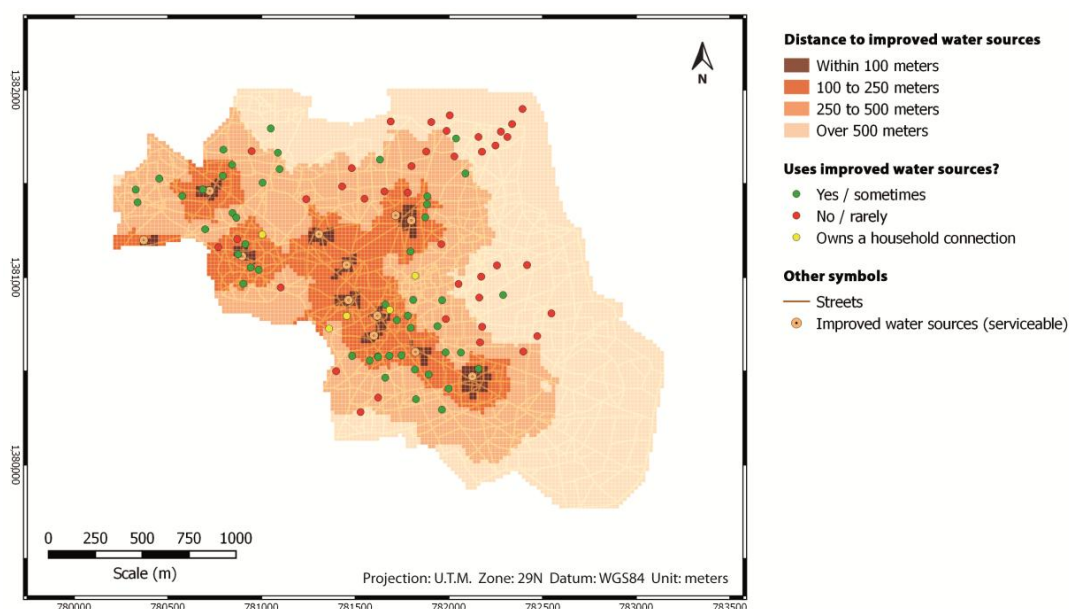 1382000
1381000
1380000
N
0 250 500 750 1000
Scale (m)
Projection: U.T.M. Zone: 29N Datum: WGS84 Unit: meters
780000 780500 781000 781500 782000 782500 783000 783500
Distance to improved water sources
Within 100 meters
100 to 250 meters
250 to 500 meters
Over 500 meters
Uses improved water sources?
Yes / sometimes
No / rarely
Owns a household connection
Other symbols
Streets
Improved water sources (serviceable)